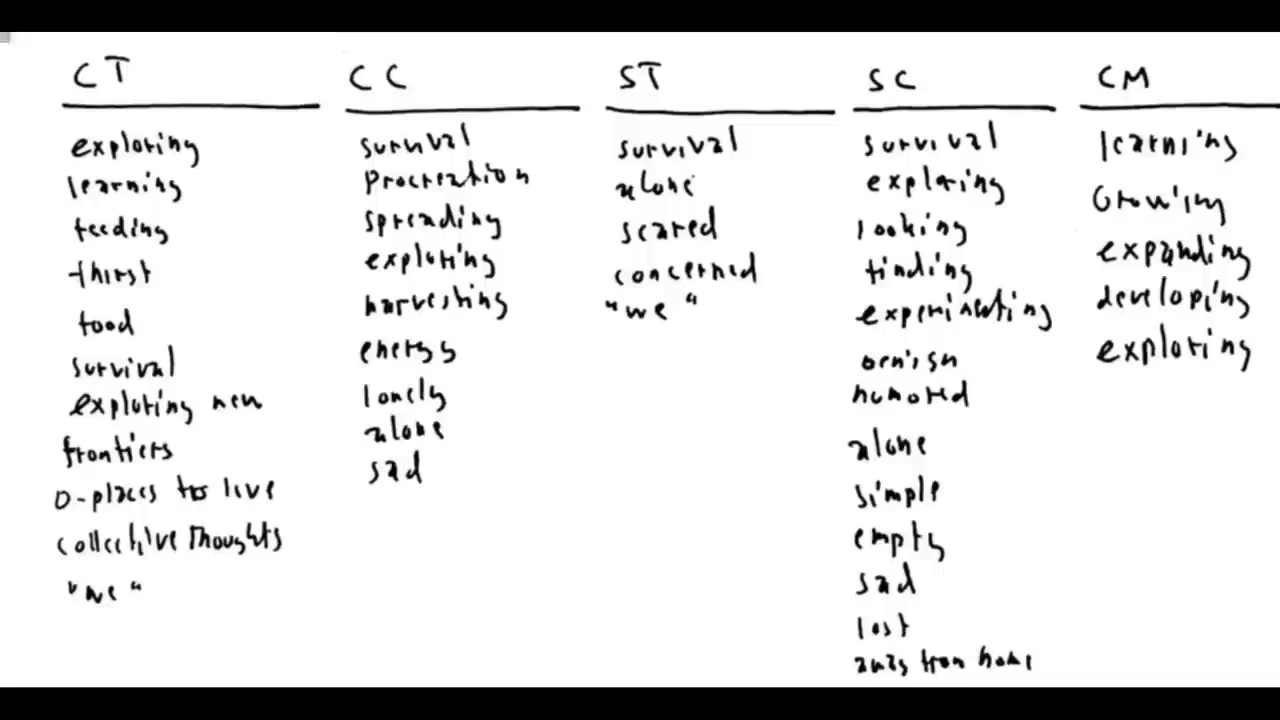 CT
exploring
learning
feeding
thirst
food
survival
exploring new
frontiers
D-places to live
collective Thoughts
"we"
CC
survival
Procreation
spreading
exploring
harvesting
energy
lonely
alone
sad
ST
survival
alone
scared
concerned
"we"
SC
survival
exploring
looking
finding
experimenting
benign
honored
alone
simple
empty
sad
lost
away from home
CM
learning
Growing
expanding
developing
exploring